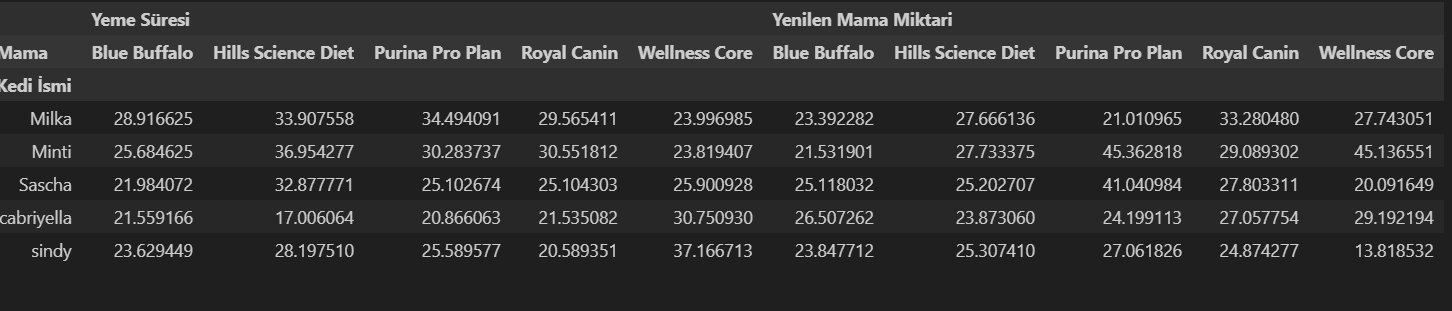 Yeme Süresi Yenilen Mama Miktari
Mama Blue Buffalo Hills Science Diet Purina Pro Plan Royal Canin Wellness Core Blue Buffalo Hills Science Diet Purina Pro Plan Royal Canin Wellness Core
Kedi İsmi
Milka 28.916625 33.907558 34.494091 29.565411 23.996985 23.392282 27.666136 21.010965 33.280480 27.743051
Minti 25.684625 36.954277 30.283737 30.551812 23.819407 21.531901 27.733375 45.362818 29.089302 45.136551
Sascha 21.984072 32.877771 25.102674 25.104303 25.900928 25.118032 25.202707 41.040984 27.803311 20.091649
cabriyella 21.559166 17.006064 20.866063 21.535082 30.750930 26.507262 23.873060 24.199113 27.057754 29.192194
sindy 23.629449 28.197510 25.589577 20.589351 37.166713 23.847712 25.307410 27.061826 24.874277 13.818532